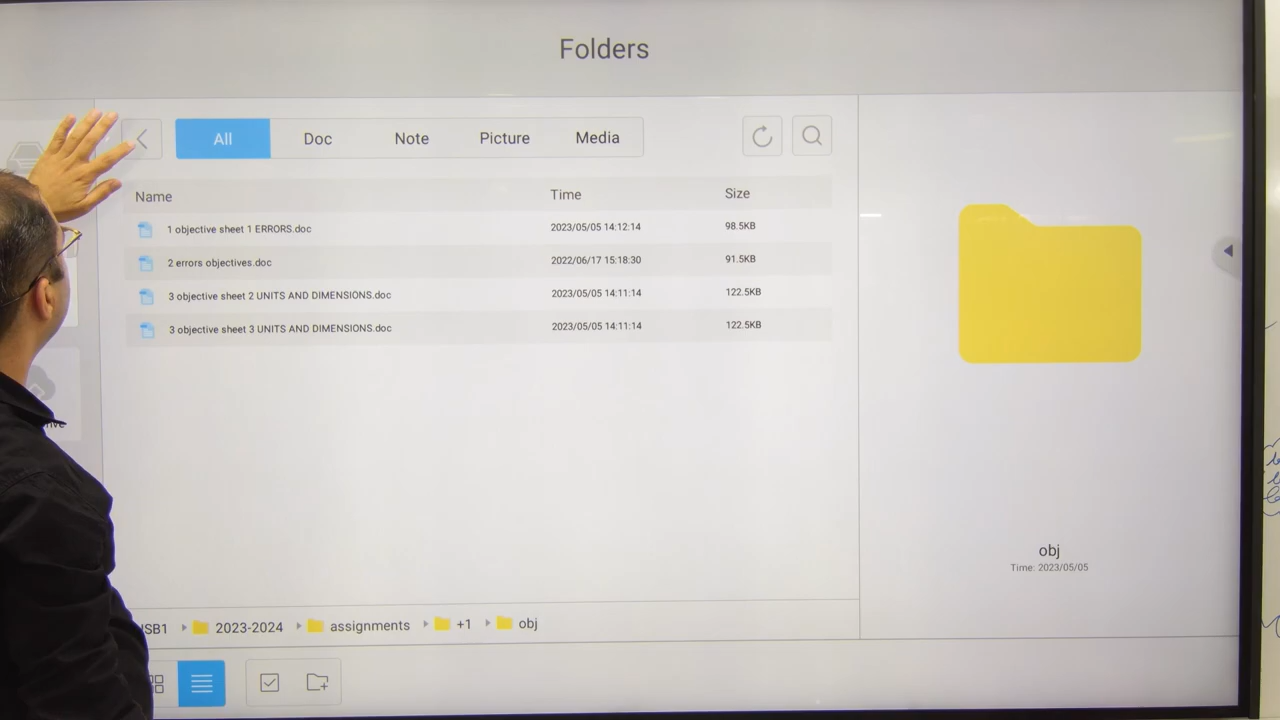 Folders
All Doc Note Picture Media
Name Time Size
1 objective sheet 1 ERRORS.doc 2023/05/05 14:12:14 98.5KB
2 errors objectives.doc 2022/06/17 15:18:30 91.5KB
3 objective sheet 2 UNITS AND DIMENSIONS.doc 2023/05/05 14:11:14 122.5KB
3 objective sheet 3 UNITS AND DIMENSIONS.doc 2023/05/05 14:11:14 122.5KB
obj
Time: 2023/05/05
2023-2024 assignments +1 obj